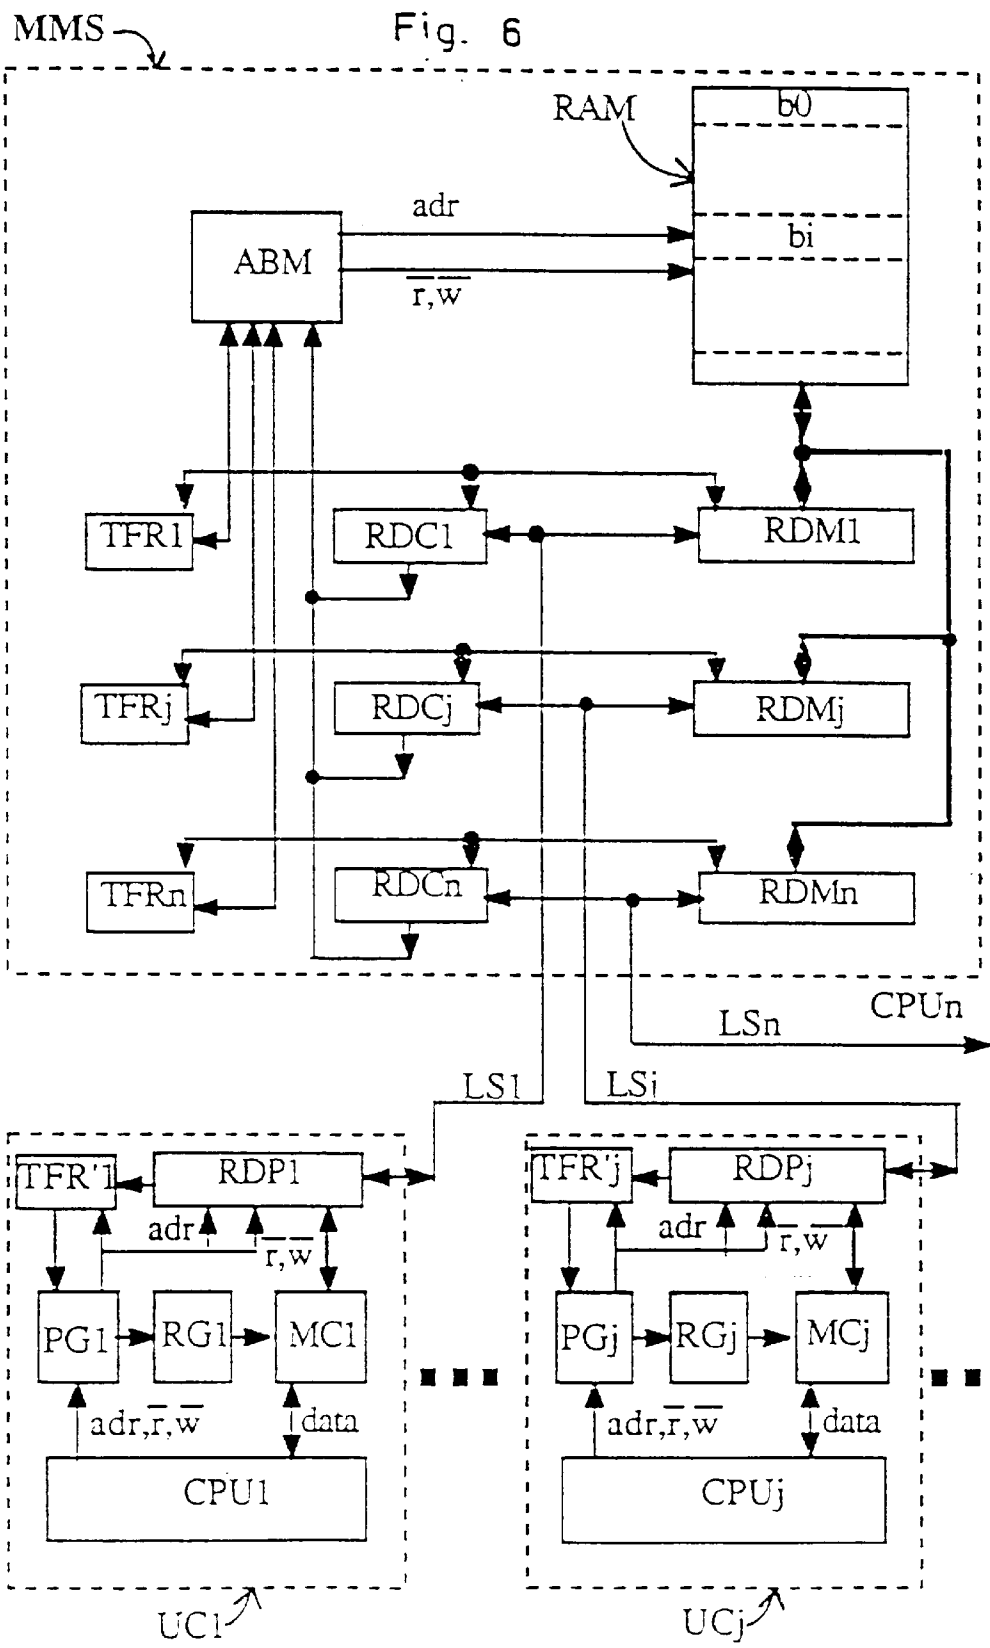 MMS
Fig. 6
RAM
b0
adr
bi
ABM
r̅,w̅
TFR1
RDC1
RDM1
TFRj
RDCj
RDMj
TFRn
RDCn
RDMn
CPUn
LSn
LS1
LSj
TFR'1
RDP1
TFR'j
RDPj
adr
r̅,w̅
adr
r̅,w̅
PG1
RG1
MC1
PGj
RGj
MCj
adr,r̅,w̅
data
adr,r̅,w̅
data
CPU1
CPUj
UC1
UCj